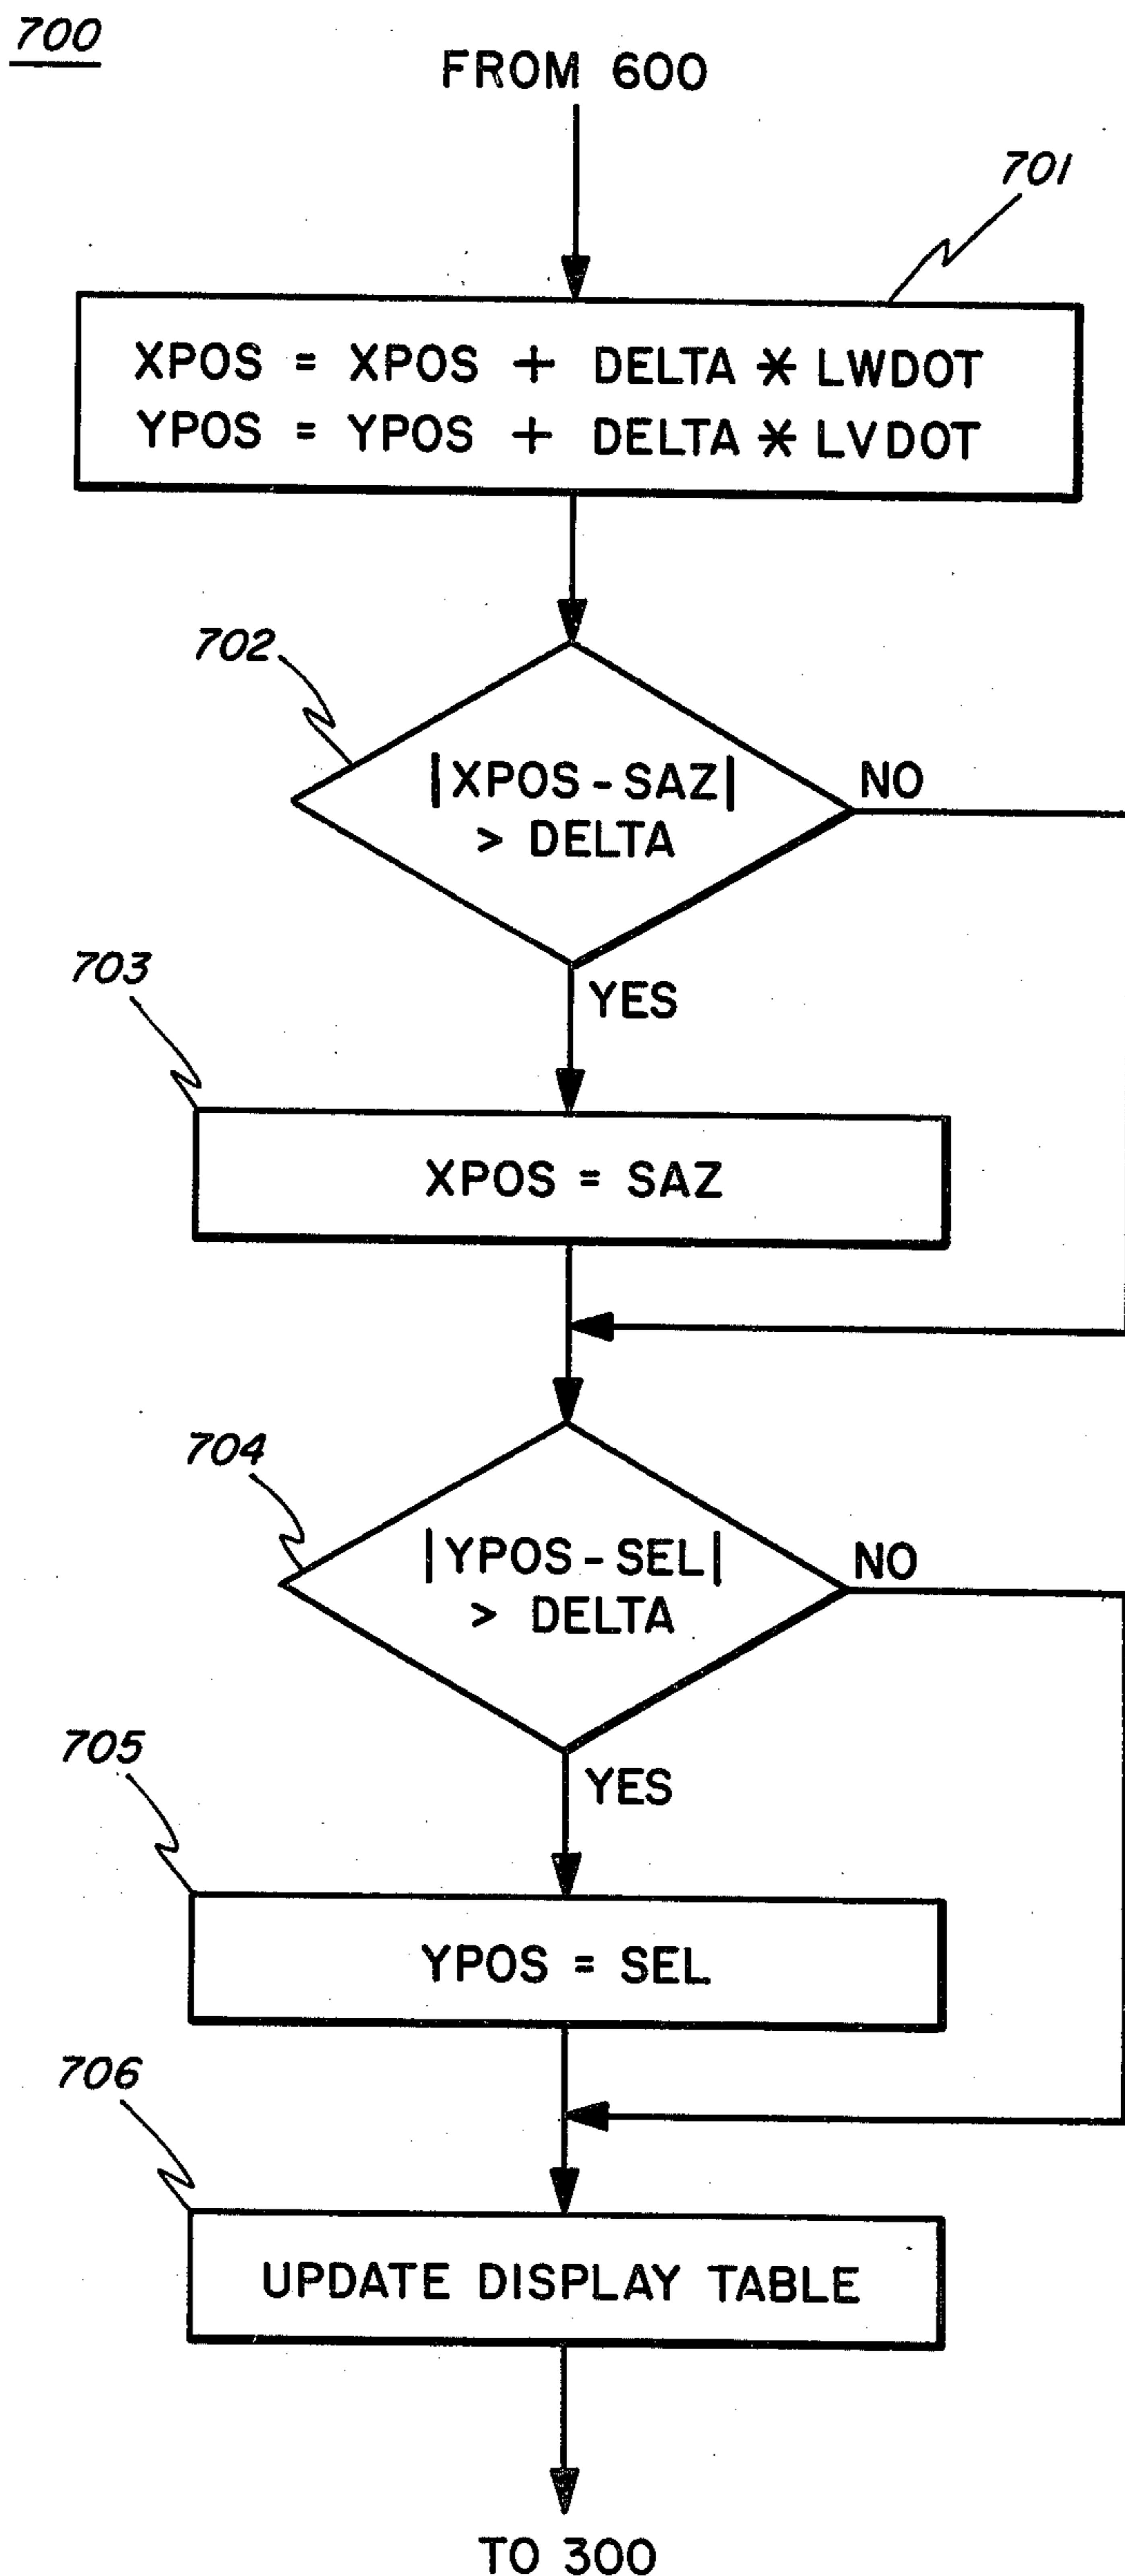 700
FROM 600
701
XPOS = XPOS + DELTA * LWDOT
YPOS = YPOS + DELTA * LVDOT
702
|XPOS - SAZ|
> DELTA
NO
YES
703
XPOS = SAZ
704
|YPOS - SEL|
> DELTA
NO
YES
705
YPOS = SEL
706
UPDATE DISPLAY TABLE
TO 300